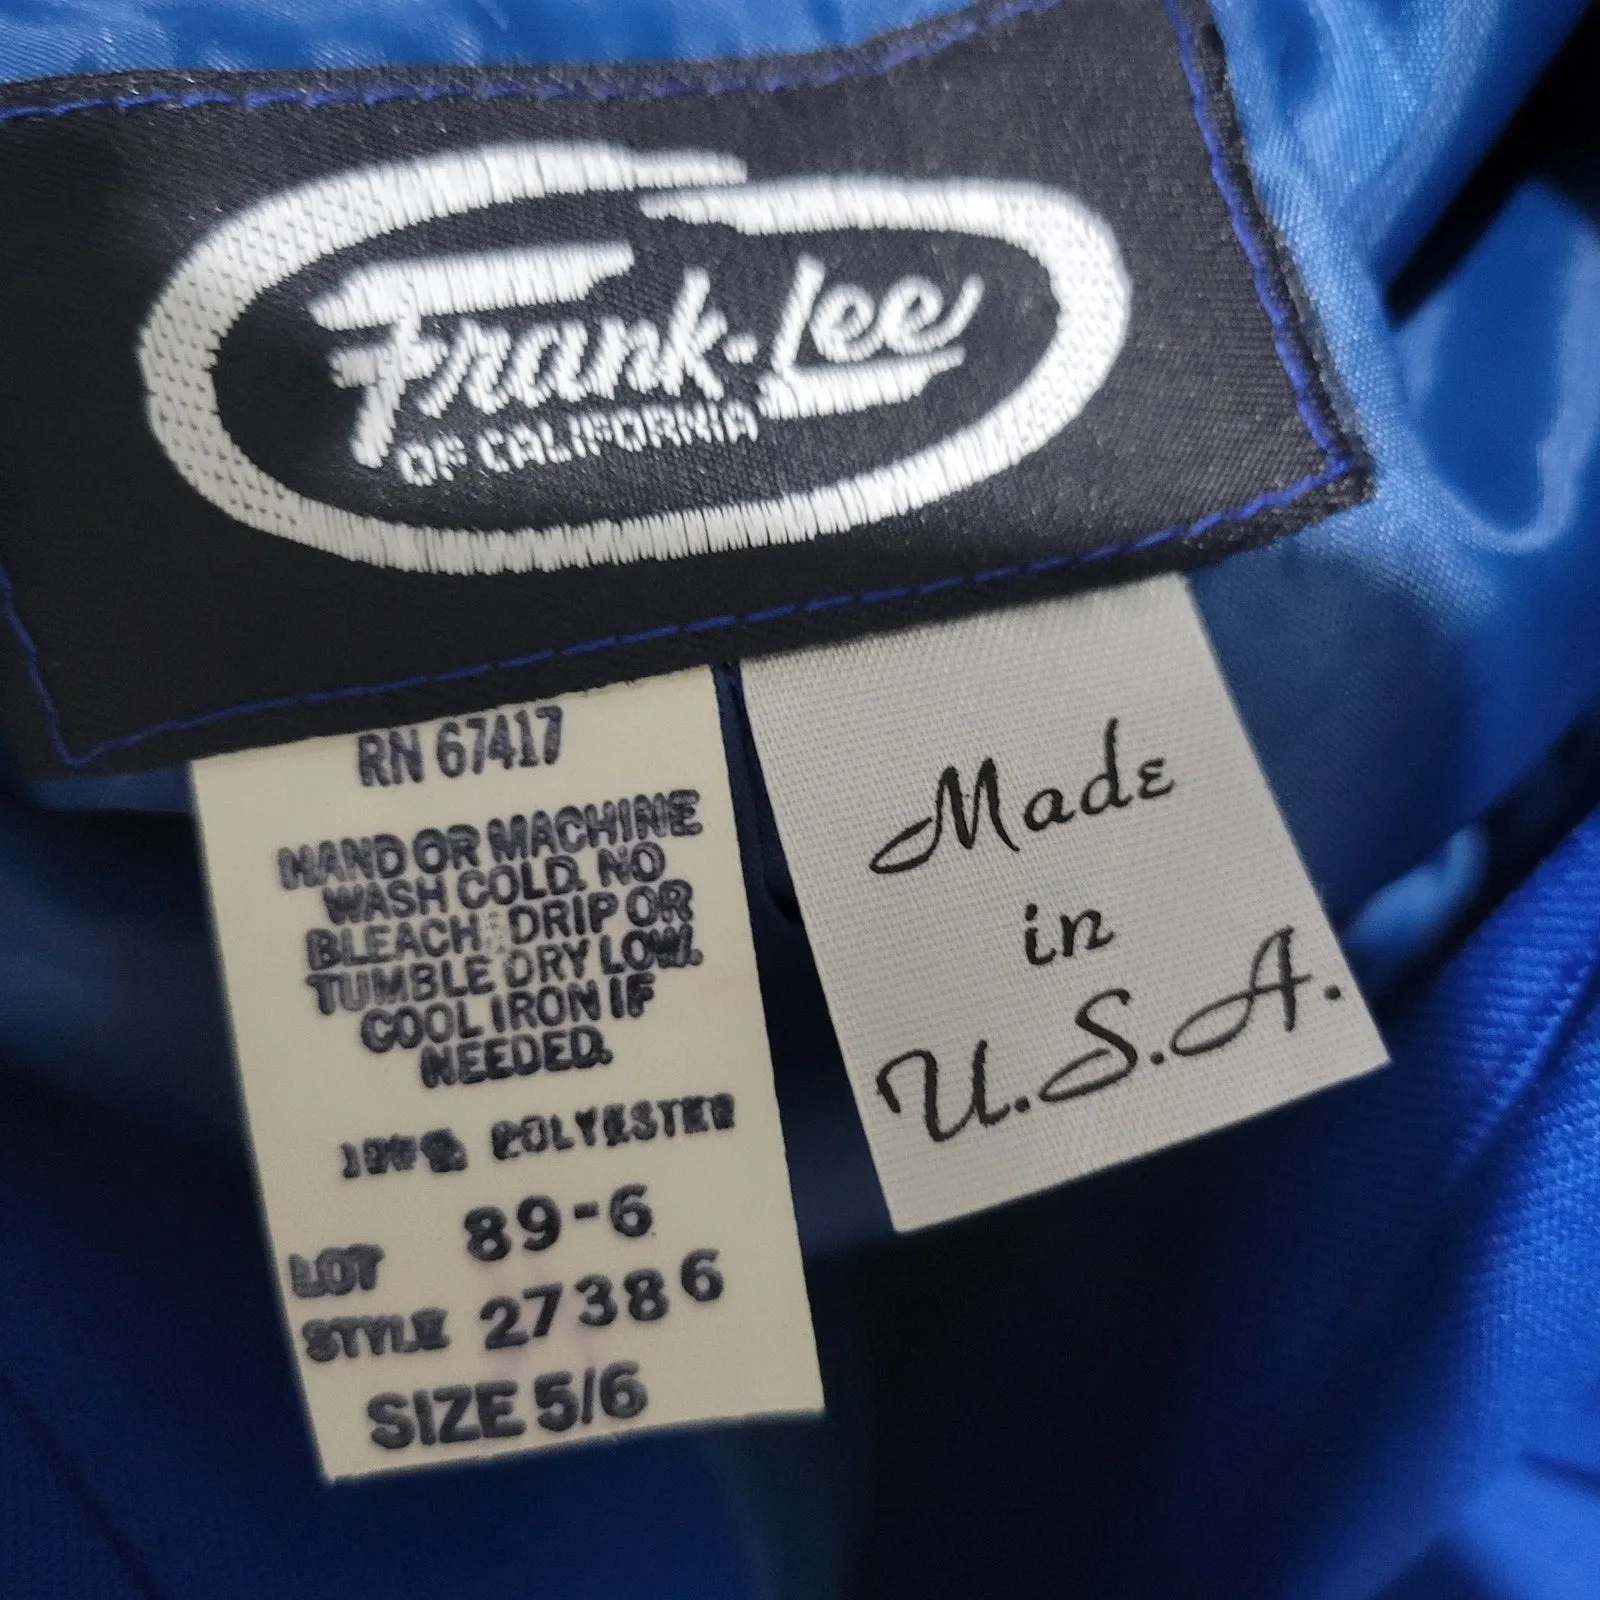 Frank-Lee
OF CALIFORNIA
RN 67417
HAND OR MACHINE
WASH COLD. NO
BLEACH. DRIP OR
TUMBLE DRY LOW.
COOL IRON IF
NEEDED.
100% POLYESTER
LOT 89-6
STYLE 27386
SIZE 5/6
Made
in
U.S.A.